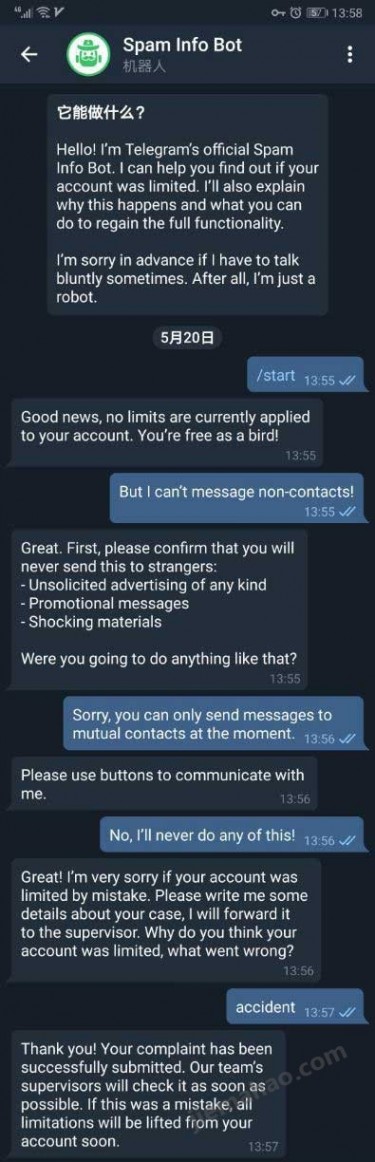 13:58
Spam Info Bot
机器人
它能做什么？
Hello! I'm Telegram's official Spam
Info Bot. I can help you find out if your
account was limited. I'll also explain
why this happens and what you can
do to regain the full functionality.
I'm sorry in advance if I have to talk
bluntly sometimes. After all, I'm just a
robot.
5月20日
/start 13:55
Good news, no limits are currently applied
to your account. You're free as a bird!
13:55
But I can't message non-contacts!
13:55
Great. First, please confirm that you will
never send this to strangers:
- Unsolicited advertising of any kind
- Promotional messages
- Shocking materials
Were you going to do anything like that?
13:55
Sorry, you can only send messages to
mutual contacts at the moment. 13:56
Please use buttons to communicate with
me. 13:56
No, I'll never do any of this! 13:56
Great! I'm very sorry if your account was
limited by mistake. Please write me some
details about your case, I will forward it
to the supervisor. Why do you think your
account was limited, what went wrong?
13:56
accident 13:57
Thank you! Your complaint has been
successfully submitted. Our team's
supervisors will check it as soon as
possible. If this was a mistake, all
limitations will be lifted from your
account soon. 13:57